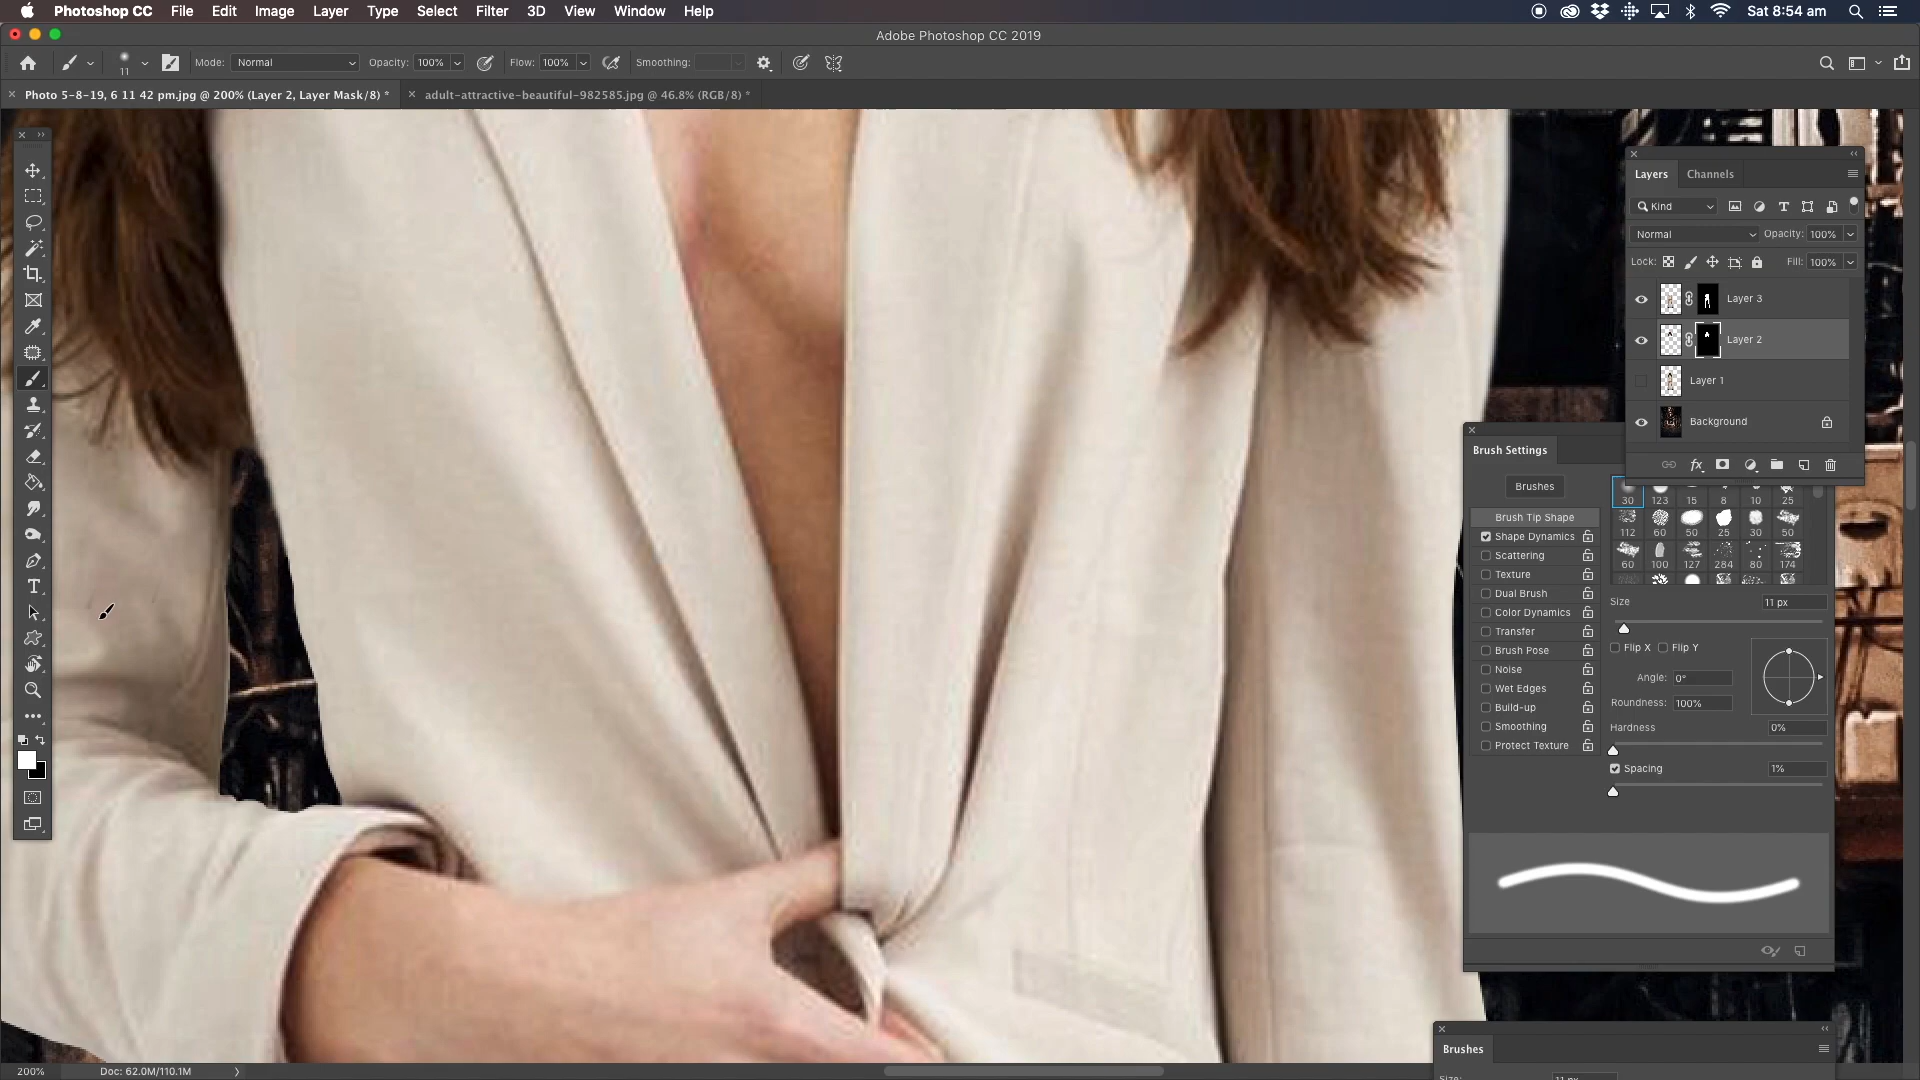 Photoshop CC File Edit Image Layer Type Select Filter 3D View Window Help Sat 8:54 am
Adobe Photoshop CC 2019
11 Mode: Normal Opacity: 100% Flow: 100% Smoothing:
Photo 5-8-19, 6 11 42 pm.jpg @ 200% (Layer 2, Layer Mask/8) * adult-attractive-beautiful-982585.jpg @ 46.8% (RGB/8) *
Layers Channels
Kind
Normal Opacity: 100%
Lock: Fill: 100%
Layer 3
Layer 2
Layer 1
Background
fx
Brush Settings
Brushes
30 123 15 8 10 25
Brush Tip Shape
112 60 50 25 30 50
Shape Dynamics
Scattering
60 100 127 284 80 174
Texture
Dual Brush
Color Dynamics
Transfer
Brush Pose
Noise
Wet Edges
Build-up
Smoothing
Protect Texture
Size 11 px
Flip X Flip Y
Angle: 0°
Roundness: 100%
Hardness 0%
Spacing 1%
Brushes
Size: 11 px
200% Doc: 62.0M/110.1M